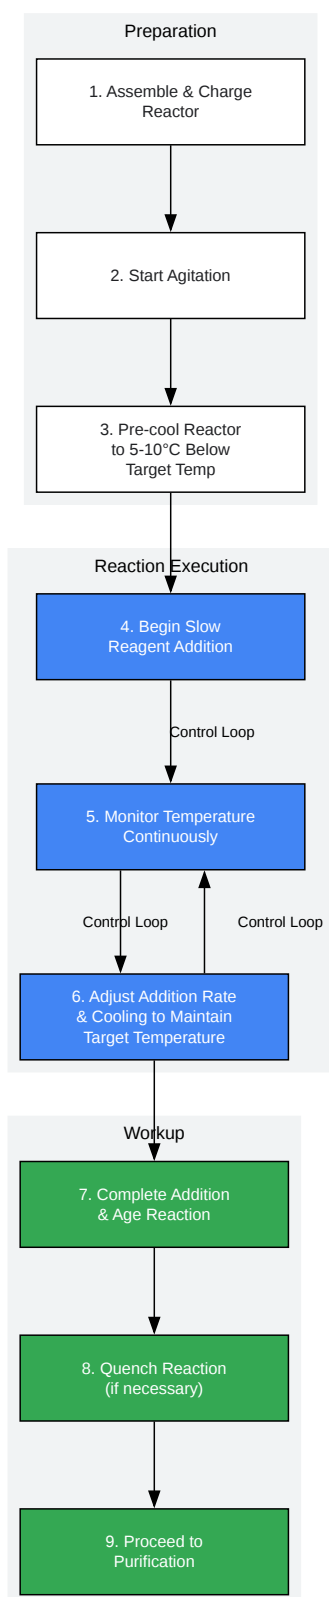 Preparation
1. Assemble & Charge
Reactor
2. Start Agitation
3. Pre-cool Reactor
to 5-10°C Below
Target Temp
Reaction Execution
4. Begin Slow
Reagent Addition
Control Loop
5. Monitor Temperature
Continuously
Control Loop
Control Loop
6. Adjust Addition Rate
& Cooling to Maintain
Target Temperature
Workup
7. Complete Addition
& Age Reaction
8. Quench Reaction
(if necessary)
9. Proceed to
Purification